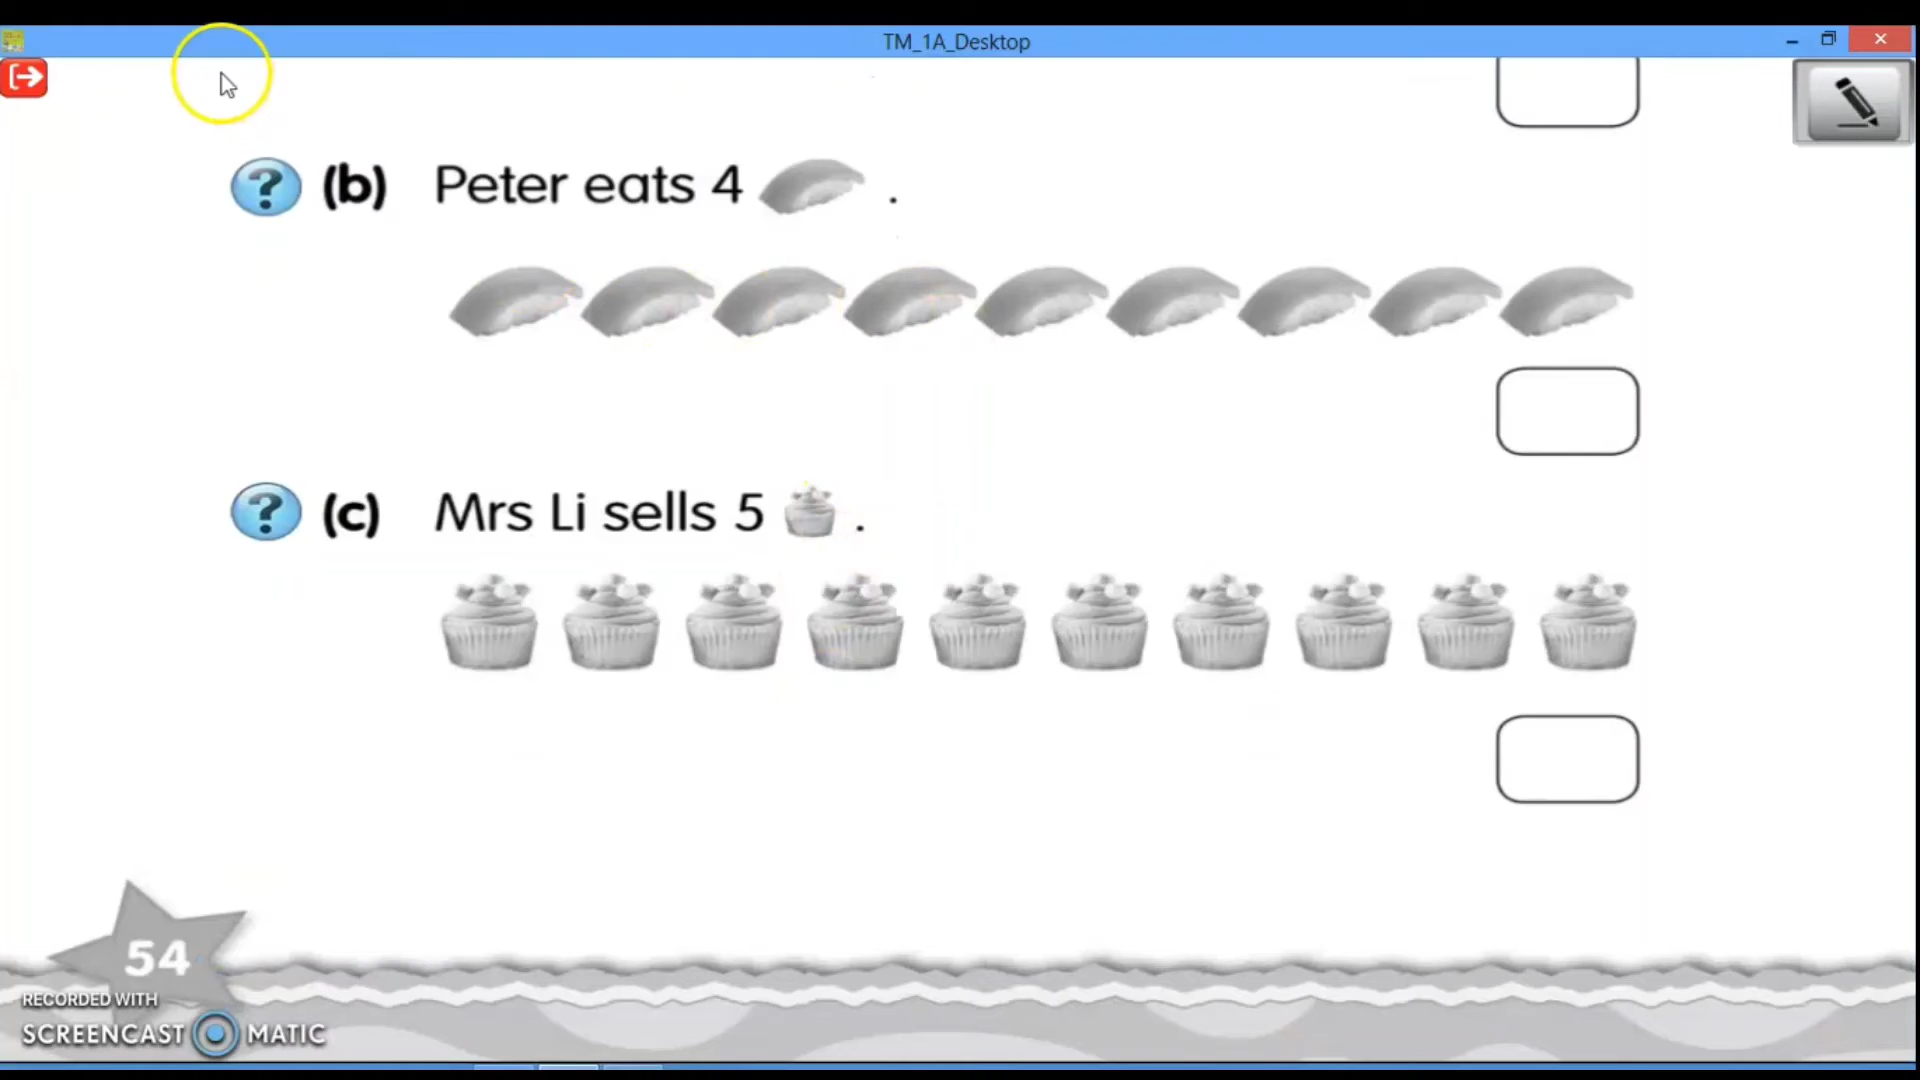 TM_1A_Desktop
? (b) Peter eats 4 .
? (c) Mrs Li sells 5 .
54
RECORDED WITH
SCREENCAST MATIC